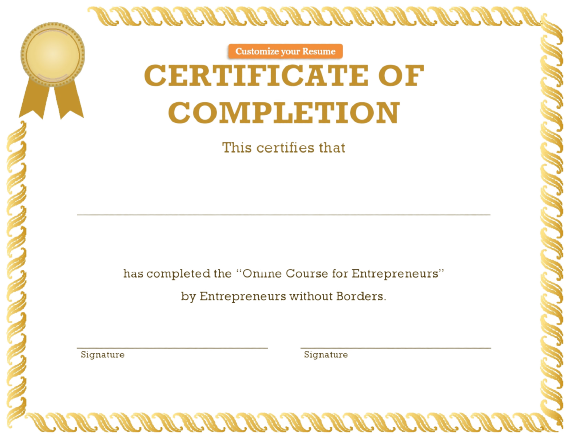 Customize your Resume
CERTIFICATE OF
COMPLETION
This certifies that
has completed the “Online Course for Entrepreneurs”
by Entrepreneurs without Borders.
Signature
Signature